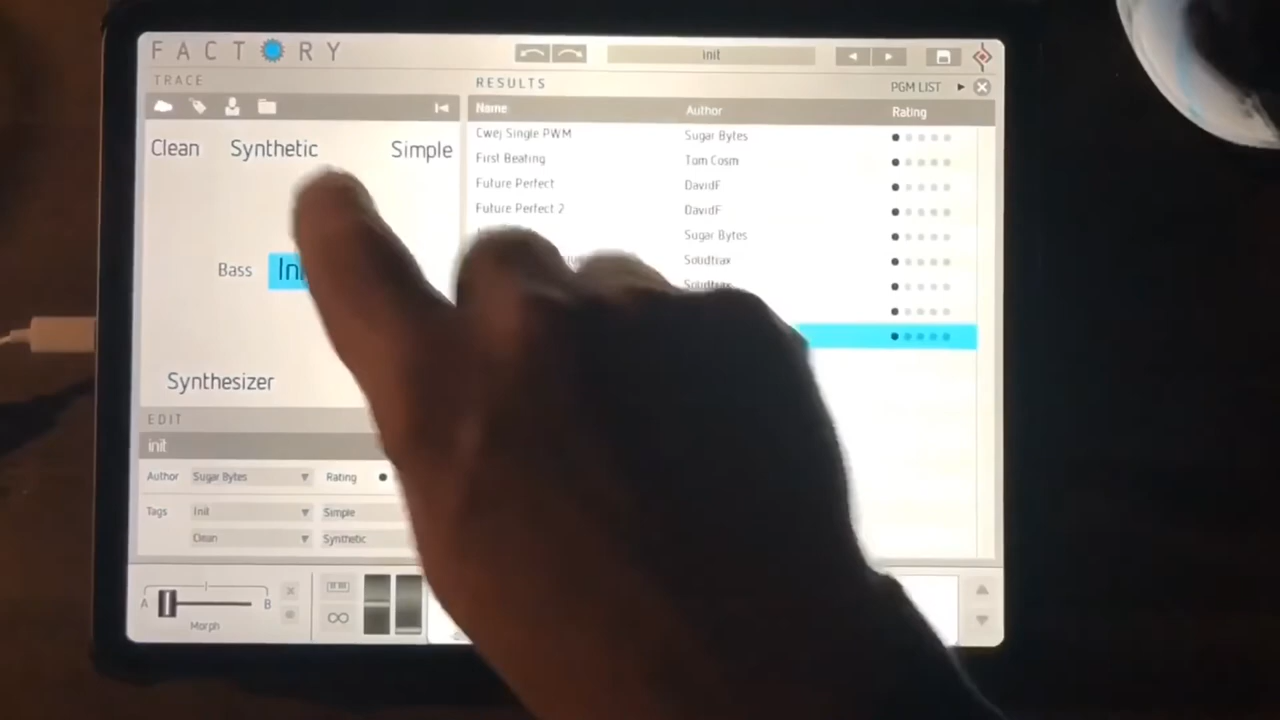 FACTORY
init
TRACE
RESULTS
PGM LIST
Name Author Rating
Clean Synthetic Simple
Cwej Single PWM Sugar Bytes
First Beating Tom Cosm
Future Perfect DavidF
Future Perfect 2 DavidF
Sugar Bytes
Solidtrax
Solidtrax
Bass
Synthesizer
EDIT
init
Author Sugar Bytes Rating
Tags Init Simple
Clean Synthetic
A B
Morph